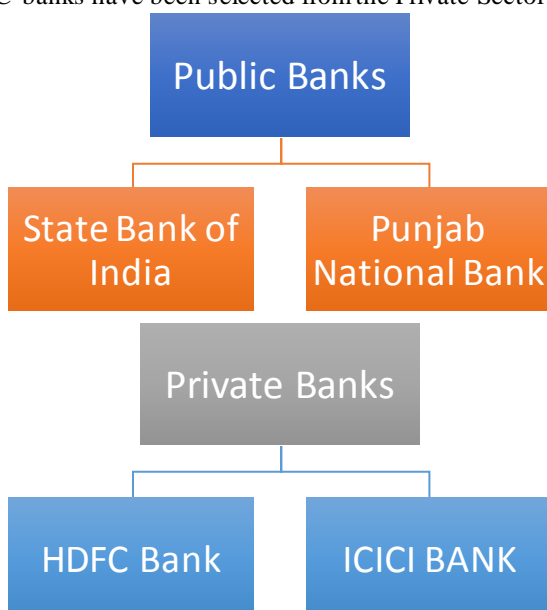 banks have been selected from the Private Sector
Public Banks
State Bank of
India
Punjab
National Bank
Private Banks
HDFC Bank
ICICI BANK